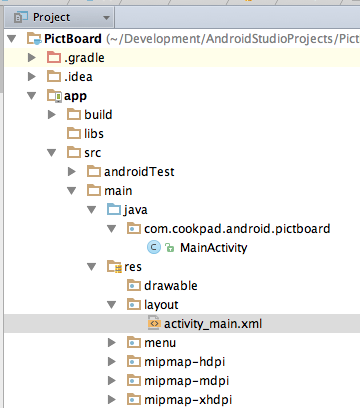 Project
PictBoard (~/Development/AndroidStudioProjects/Pict
.gradle
.idea
app
build
libs
src
androidTest
main
java
com.cookpad.android.pictboard
C MainActivity
res
drawable
layout
activity_main.xml
menu
mipmap-hdpi
mipmap-mdpi
mipmap-xhdpi